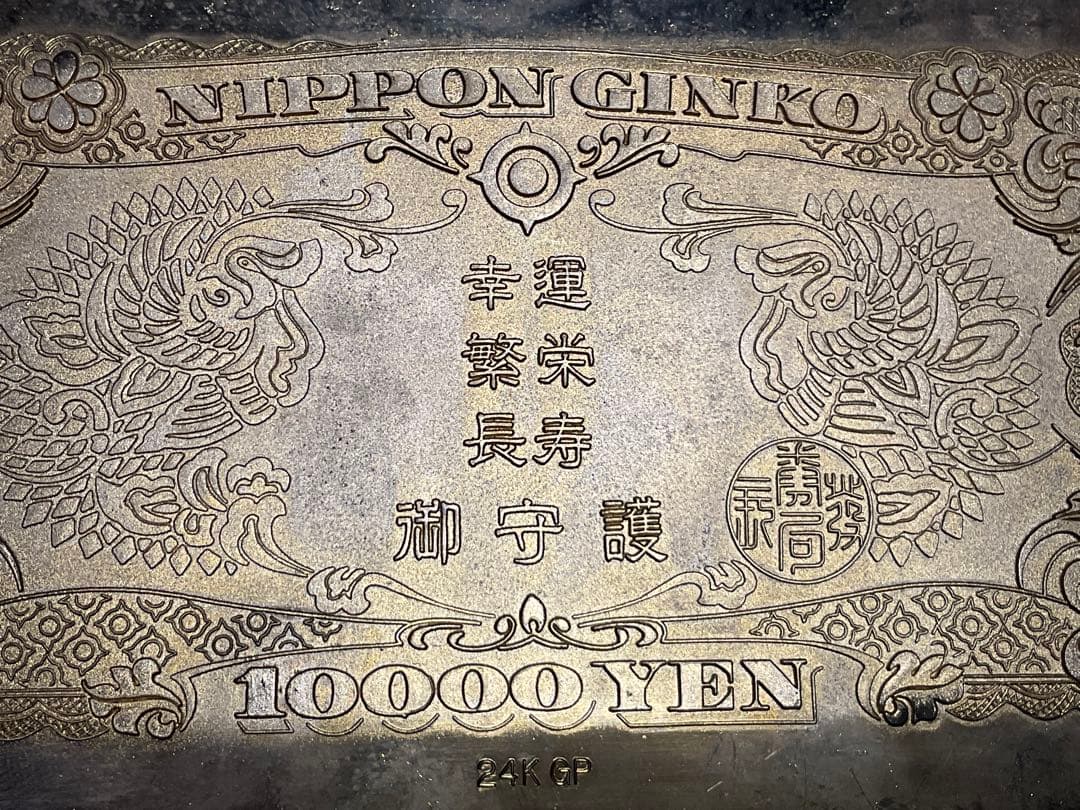 NIPPON GINKO
幸運
繁栄
長寿
御守護
10000 YEN
24K GP